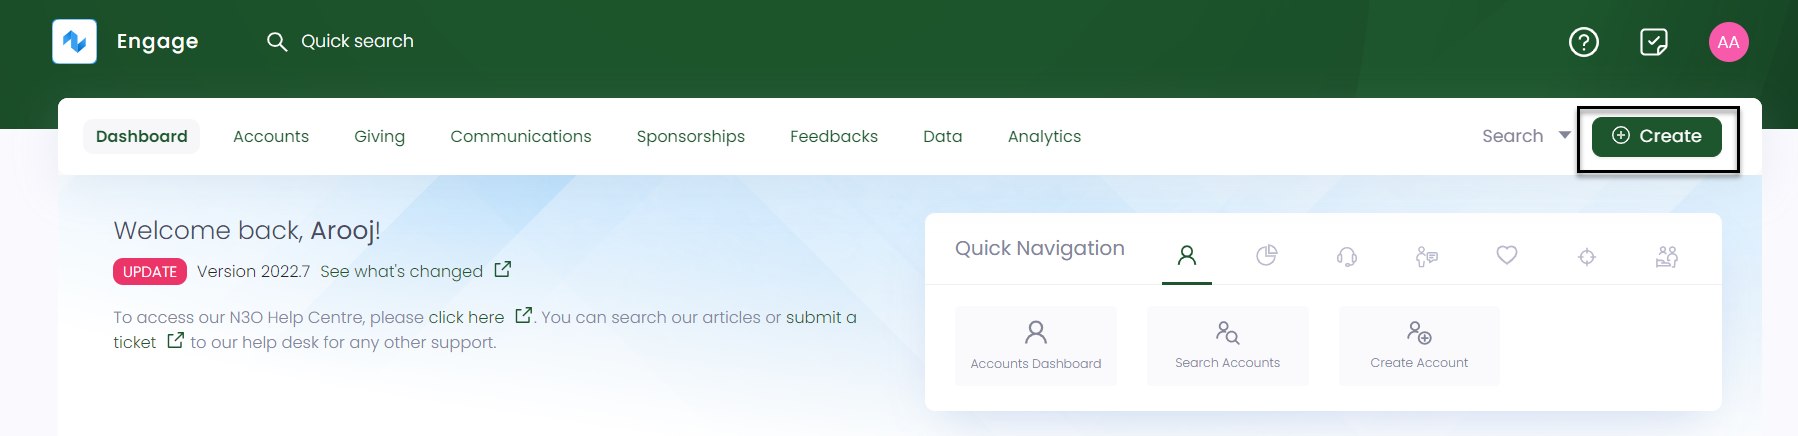 Engage
Quick search
AA
Dashboard Accounts Giving Communications Sponsorships Feedbacks Data Analytics Search Create
Welcome back, Arooj!
UPDATE Version 2022.7 See what's changed
To access our N3O Help Centre, please click here. You can search our articles or submit a
ticket to our help desk for any other support.
Quick Navigation
Accounts Dashboard
Search Accounts
Create Account